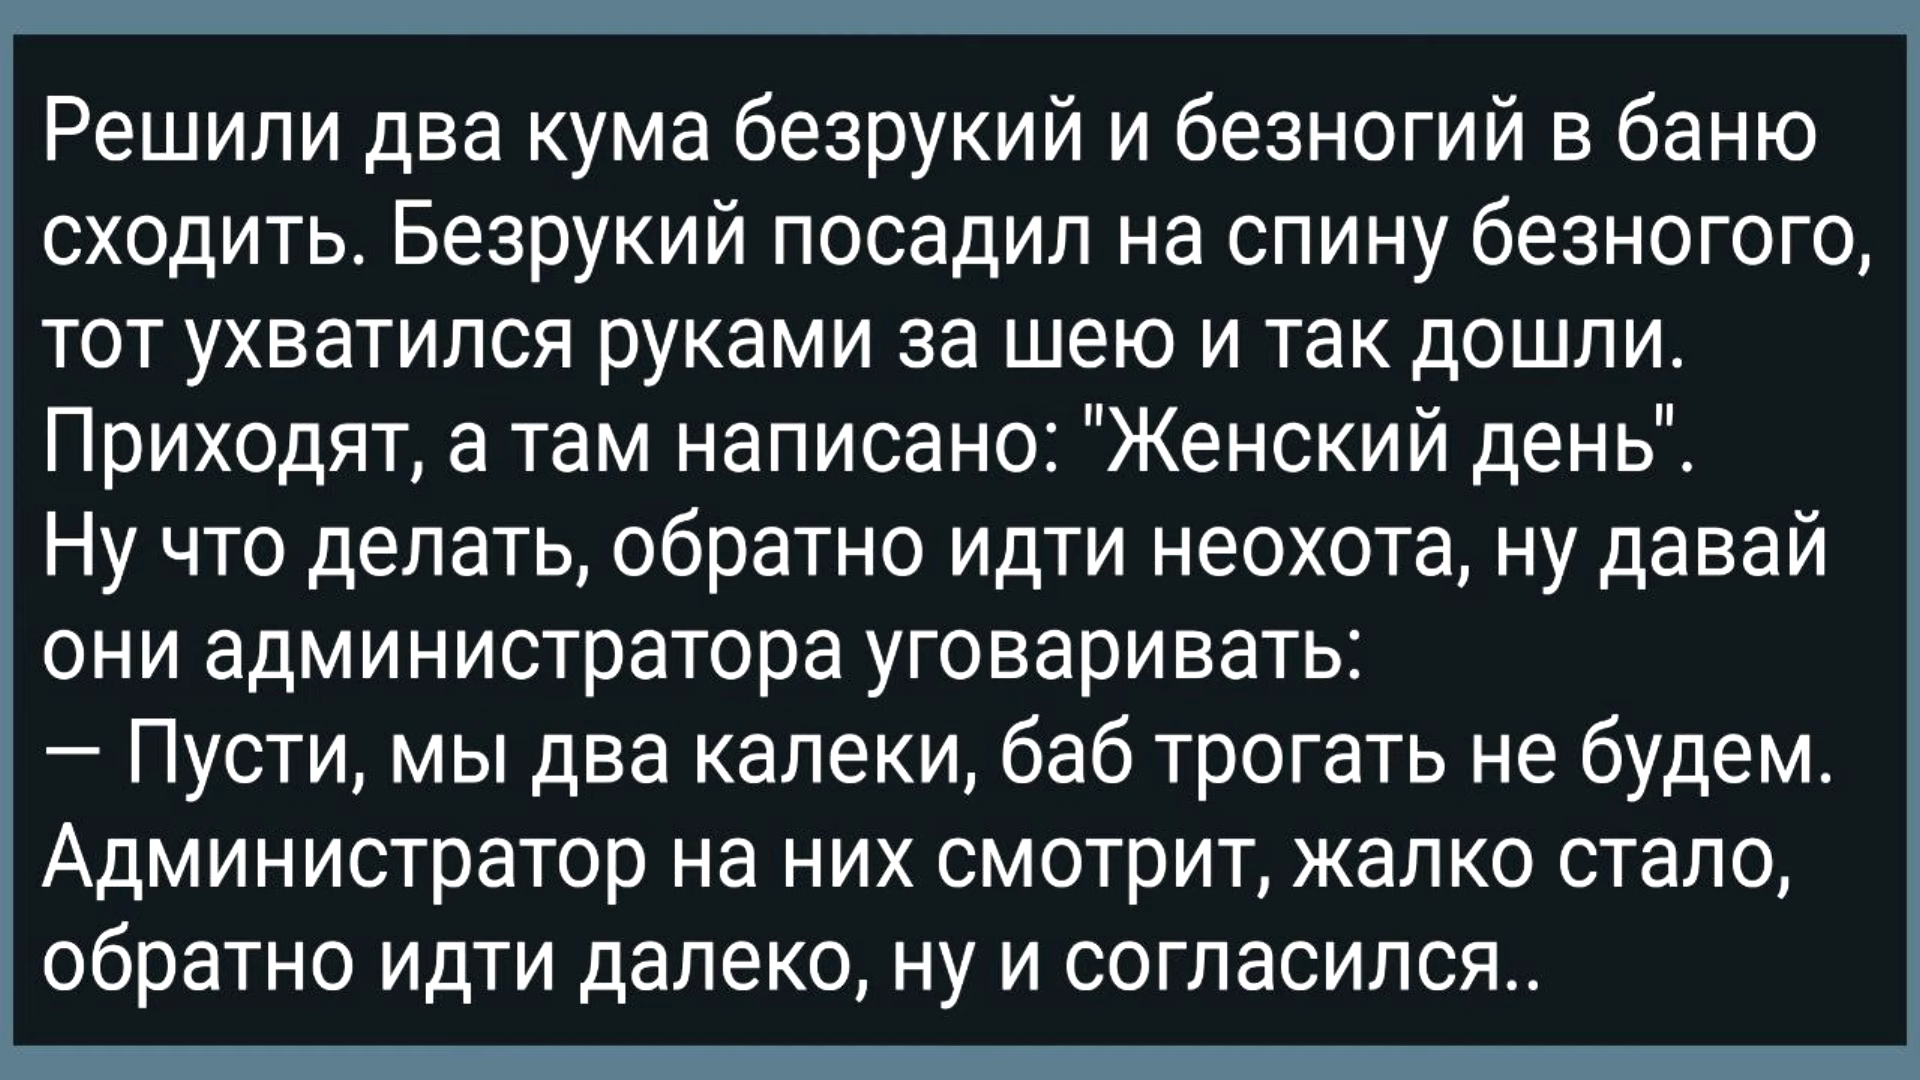 Решили два кума безрукий и безногий в баню
сходить. Безрукий посадил на спину безногого,
тот ухватился руками за шею и так дошли.
Приходят, а там написано: "Женский день".
Ну что делать, обратно идти неохота, ну давай
они администратора уговаривать:
— Пусти, мы два калеки, баб трогать не будем.
Администратор на них смотрит, жалко стало,
обратно идти далеко, ну и согласился..